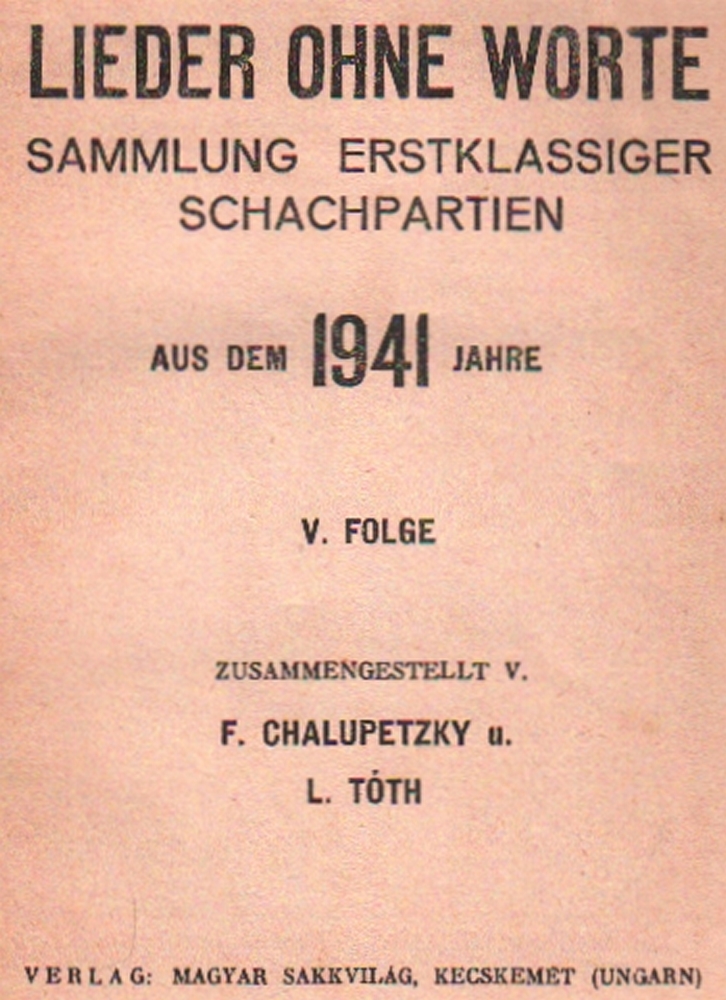 LIEDER OHNE WORTE
SAMMLUNG ERSTKLASSIGER
SCHACHPARTIEN
AUS DEM 1941 JAHRE
V. FOLGE
ZUSAMMENGESTELLT V.
F. CHALUPETZKY u.
L. TÓTH
VERLAG: MAGYAR SAKKVILÁG, KECSKEMÉT (UNGARN)